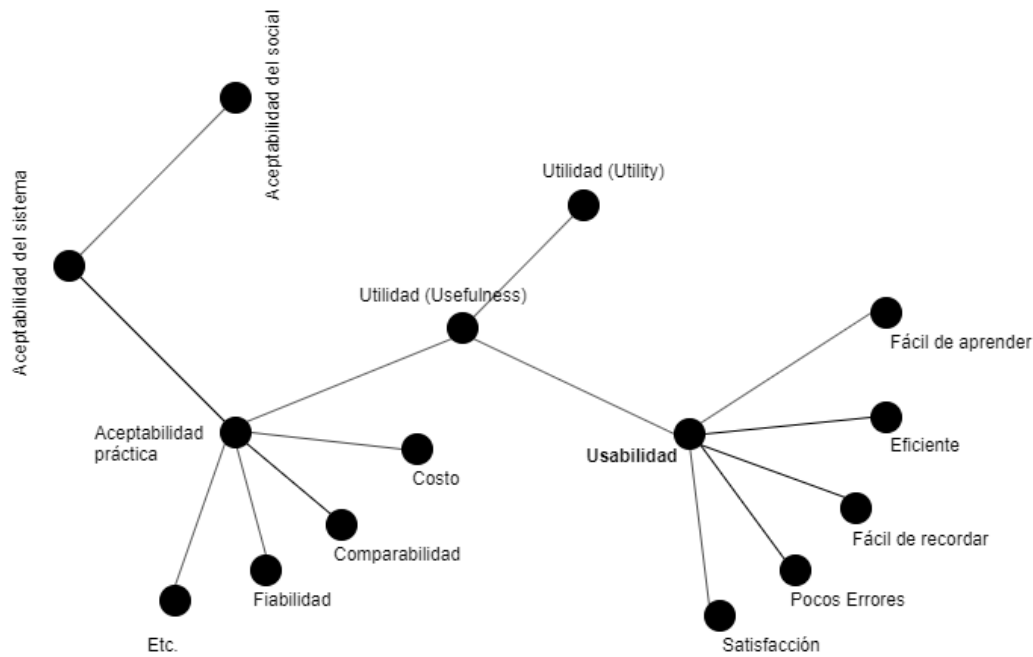 Aceptabilidad del social
Aceptabilidad del sistema
Utilidad (Utility)
Utilidad (Usefulness)
Fácil de aprender
Aceptabilidad
práctica
Costo
Usabilidad
Eficiente
Comparabilidad
Fácil de recordar
Fiabilidad
Pocos Errores
Etc.
Satisfacción